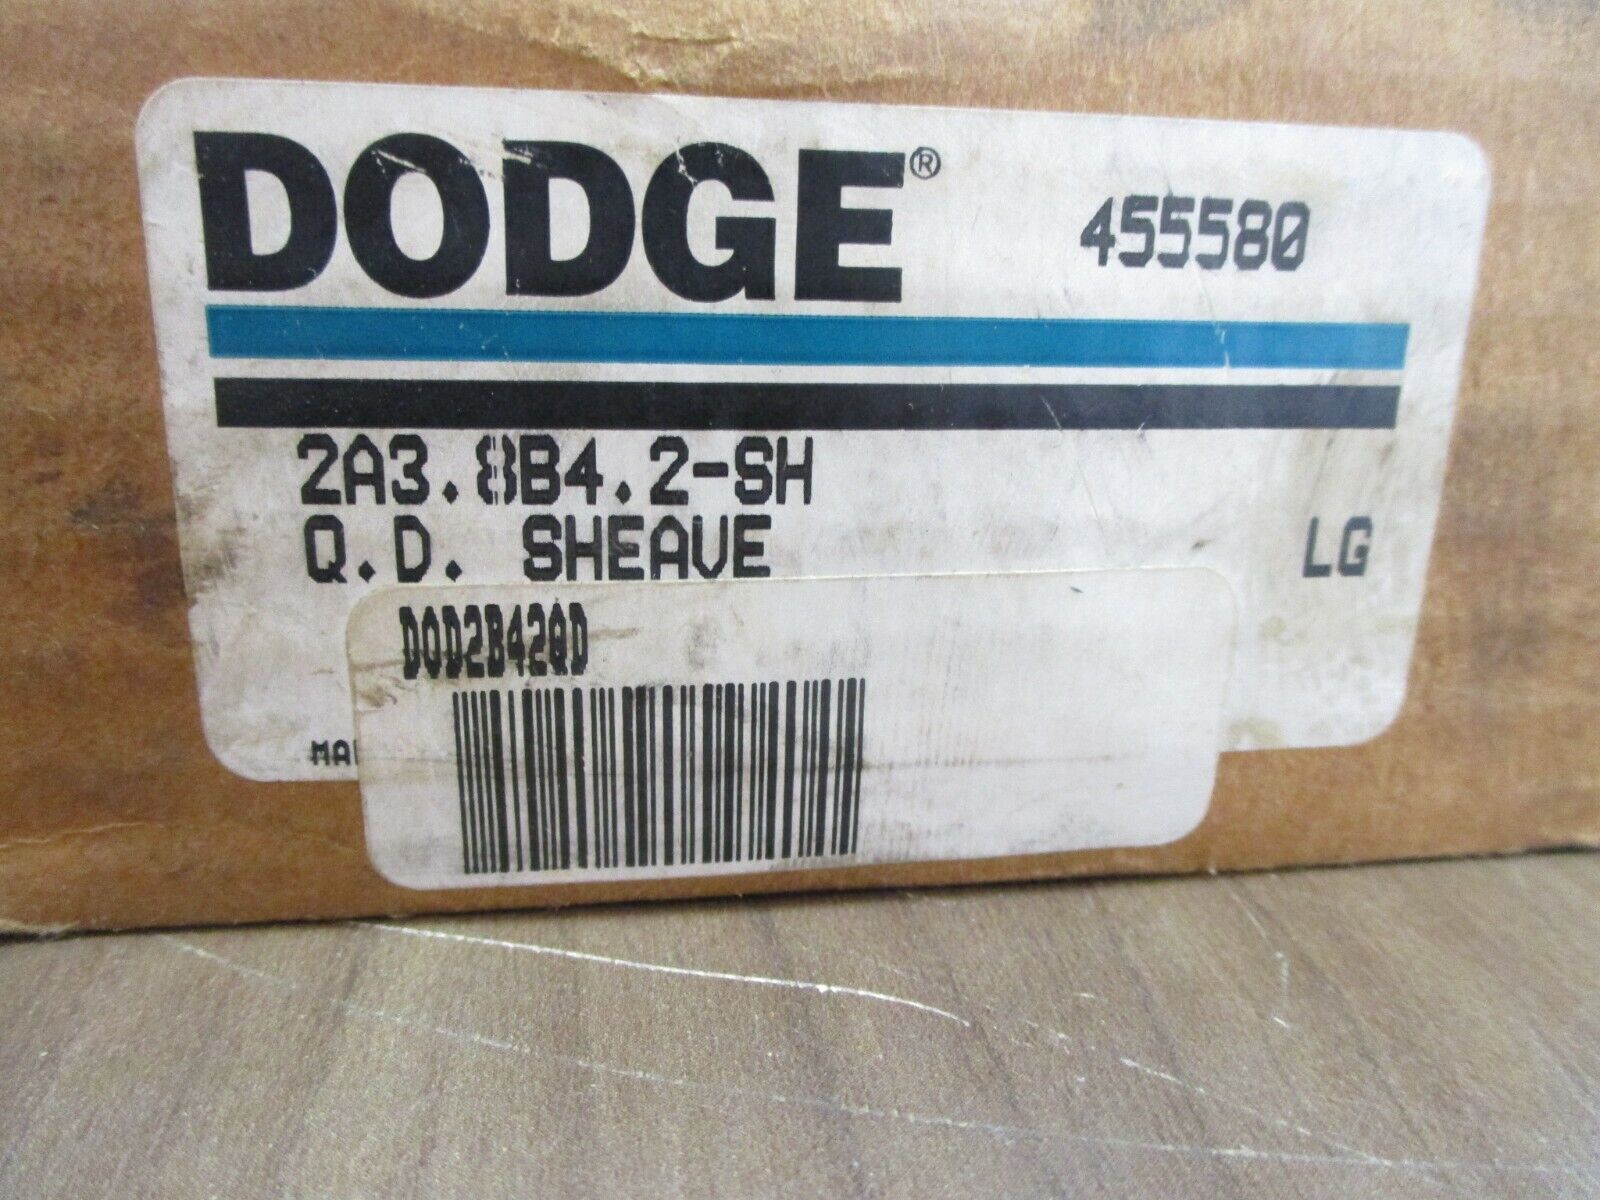 DODGE® 455580
2A3.8B4.2-SH
Q.D. SHEAVE LG
DOD2B42QD